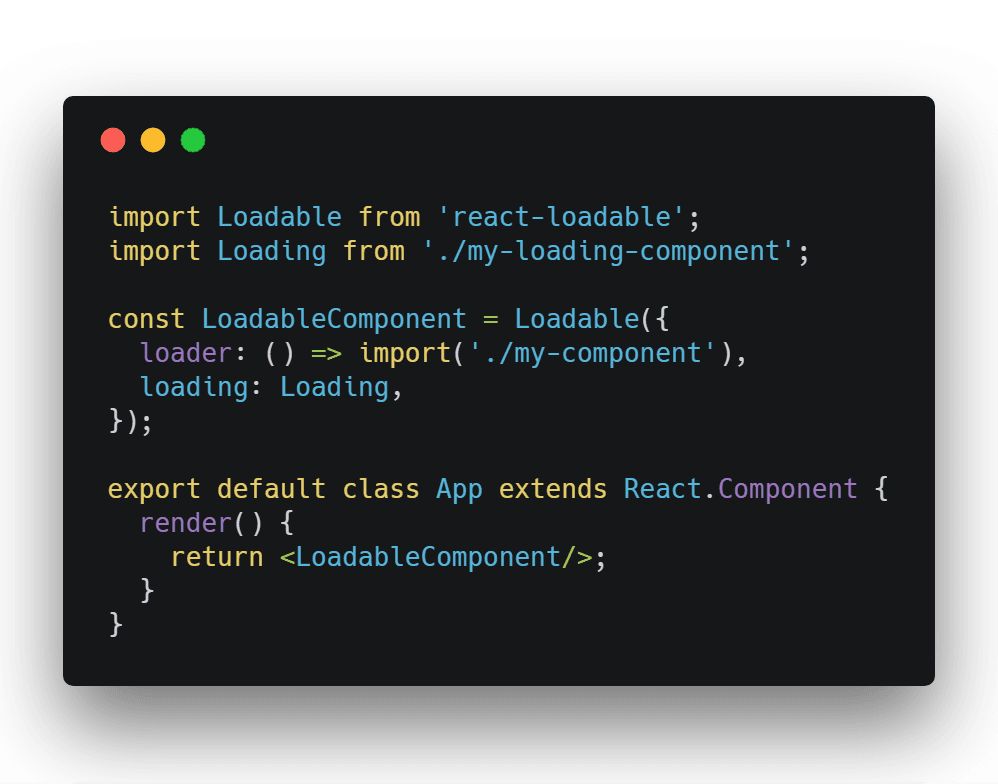 import Loadable from 'react-loadable';
import Loading from './my-loading-component';

const LoadableComponent = Loadable({
  loader: () => import('./my-component'),
  loading: Loading,
});

export default class App extends React.Component {
  render() {
    return <LoadableComponent/>;
  }
}